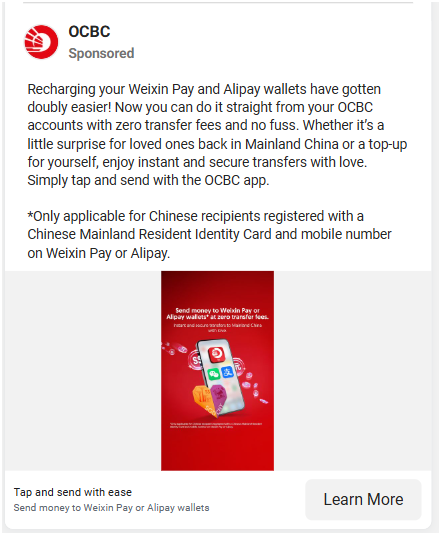 OCBC
Sponsored
Recharging your Weixin Pay and Alipay wallets have gotten
doubly easier! Now you can do it straight from your OCBC
accounts with zero transfer fees and no fuss. Whether it's a
little surprise for loved ones back in Mainland China or a top-up
for yourself, enjoy instant and secure transfers with love.
Simply tap and send with the OCBC app.
*Only applicable for Chinese recipients registered with a
Chinese Mainland Resident Identity Card and mobile number
on Weixin Pay or Alipay.
Send money to Weixin Pay or
Alipay wallets* at zero transfer fees.
Instant and secure transfers to Mainland China
with love.
支
Tap and send with ease
Send money to Weixin Pay or Alipay wallets
Learn More